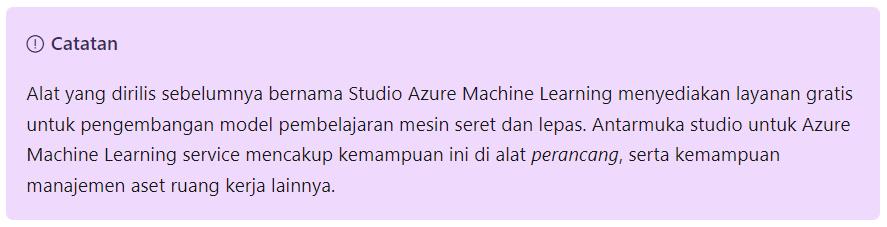 Catatan
Alat yang dirilis sebelumnya bernama Studio Azure Machine Learning menyediakan layanan gratis
untuk pengembangan model pembelajaran mesin seret dan lepas. Antarmuka studio untuk Azure
Machine Learning service mencakup kemampuan ini di alat perancang, serta kemampuan
manajemen aset ruang kerja lainnya.